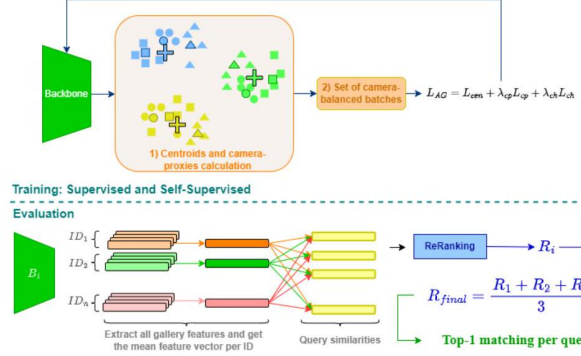 Backbone
1) Centroids and camera-
proxies calculation
2) Set of camera-
balanced batches
L_AG = L_cen + λ_cp L_cp + λ_ch L_ch
Training: Supervised and Self-Supervised
Evaluation
B_i
ID_1
ID_2
ID_n
Extract all gallery features and get
the mean feature vector per ID
Query similarities
ReRanking
R_i
R_final = R_1 + R_2 + R
3
Top-1 matching per que